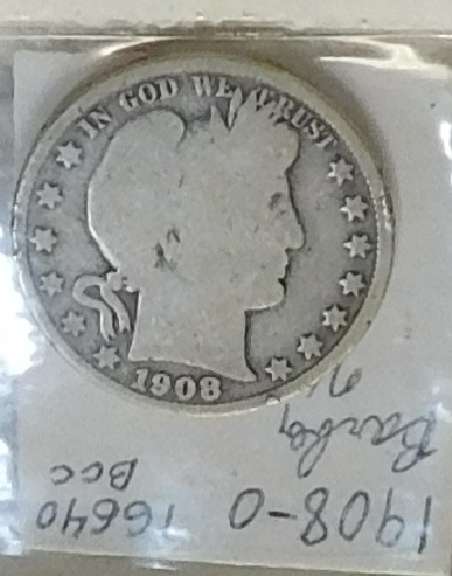 IN GOD WE TRUST
1908
1908-O 16640
Barber BCC